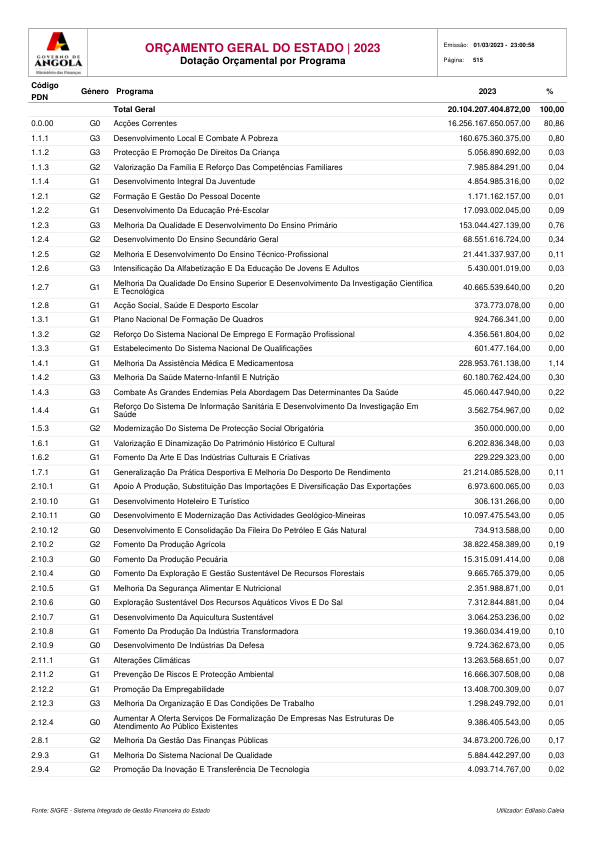 GOVERNO DE
ANGOLA
Ministério das Finanças
ORÇAMENTO GERAL DO ESTADO | 2023
Dotação Orçamental por Programa
Emissão: 01/03/2023 - 23:00:58
Página: 515
Código PDN Género Programa 2023 %
Total Geral 20.104.207.404.872,00 100,00
0.0.00 G0 Acções Correntes 16.256.167.650.057,00 80,86
1.1.1 G3 Desenvolvimento Local E Combate À Pobreza 160.675.360.375,00 0,80
1.1.2 G3 Protecção E Promoção De Direitos Da Criança 5.056.890.692,00 0,03
1.1.3 G2 Valorização Da Família E Reforço Das Competências Familiares 7.985.884.291,00 0,04
1.1.4 G1 Desenvolvimento Integral Da Juventude 4.854.985.316,00 0,02
1.2.1 G2 Formação E Gestão Do Pessoal Docente 1.171.162.157,00 0,01
1.2.2 G1 Desenvolvimento Da Educação Pré-Escolar 17.093.002.045,00 0,09
1.2.3 G3 Melhoria Da Qualidade E Desenvolvimento Do Ensino Primário 153.044.427.139,00 0,76
1.2.4 G2 Desenvolvimento Do Ensino Secundário Geral 68.551.616.724,00 0,34
1.2.5 G2 Melhoria E Desenvolvimento Do Ensino Técnico-Profissional 21.441.337.937,00 0,11
1.2.6 G3 Intensificação Da Alfabetização E Da Educação De Jovens E Adultos 5.430.001.019,00 0,03
1.2.7 G1 Melhoria Da Qualidade Do Ensino Superior E Desenvolvimento Da Investigação Científica 40.665.539.640,00 0,20
E Tecnológica
1.2.8 G1 Acção Social, Saúde E Desporto Escolar 373.773.078,00 0,00
1.3.1 G1 Plano Nacional De Formação De Quadros 924.766.341,00 0,00
1.3.2 G2 Reforço Do Sistema Nacional De Emprego E Formação Profissional 4.356.561.804,00 0,02
1.3.3 G1 Estabelecimento Do Sistema Nacional De Qualificações 601.477.164,00 0,00
1.4.1 G1 Melhoria Da Assistência Médica E Medicamentosa 228.953.761.138,00 1,14
1.4.2 G3 Melhoria Da Saúde Materno-Infantil E Nutrição 60.180.762.424,00 0,30
1.4.3 G3 Combate Às Grandes Endemias Pela Abordagem Das Determinantes Da Saúde 45.060.447.940,00 0,22
1.4.4 G1 Reforço Do Sistema De Informação Sanitária E Desenvolvimento Da Investigação Em 3.562.754.967,00 0,02
Saúde
1.5.3 G2 Modernização Do Sistema De Protecção Social Obrigatória 350.000.000,00 0,00
1.6.1 G1 Valorização E Dinamização Do Património Histórico E Cultural 6.202.836.348,00 0,03
1.6.2 G1 Fomento Da Arte E Das Indústrias Culturais E Criativas 229.229.323,00 0,00
1.7.1 G1 Generalização Da Prática Desportiva E Melhoria Do Desporto De Rendimento 21.214.085.528,00 0,11
2.10.1 G1 Apoio À Produção, Substituição Das Importações E Diversificação Das Exportações 6.973.600.065,00 0,03
2.10.10 G1 Desenvolvimento Hoteleiro E Turístico 306.131.266,00 0,00
2.10.11 G0 Desenvolvimento E Modernização Das Actividades Geológico-Mineiras 10.097.475.543,00 0,05
2.10.12 G0 Desenvolvimento E Consolidação Da Fileira Do Petróleo E Gás Natural 734.913.588,00 0,00
2.10.2 G2 Fomento Da Produção Agrícola 38.822.458.389,00 0,19
2.10.3 G0 Fomento Da Produção Pecuária 15.315.091.414,00 0,08
2.10.4 G0 Fomento Da Exploração E Gestão Sustentável De Recursos Florestais 9.665.765.379,00 0,05
2.10.5 G1 Melhoria Da Segurança Alimentar E Nutricional 2.351.988.871,00 0,01
2.10.6 G0 Exploração Sustentável Dos Recursos Aquáticos Vivos E Do Sal 7.312.844.881,00 0,04
2.10.7 G1 Desenvolvimento Da Aquicultura Sustentável 3.064.253.236,00 0,02
2.10.8 G1 Fomento Da Produção Da Indústria Transformadora 19.360.034.419,00 0,10
2.10.9 G0 Desenvolvimento De Indústrias Da Defesa 9.724.362.673,00 0,05
2.11.1 G1 Alterações Climáticas 13.263.568.651,00 0,07
2.11.2 G1 Prevenção De Riscos E Protecção Ambiental 16.666.307.508,00 0,08
2.12.2 G1 Promoção Da Empregabilidade 13.408.700.309,00 0,07
2.12.3 G3 Melhoria Da Organização E Das Condições De Trabalho 1.298.249.792,00 0,01
2.12.4 G0 Aumentar A Oferta Serviços De Formalização De Empresas Nas Estruturas De 9.386.405.543,00 0,05
Atendimento Ao Público Existentes
2.8.1 G2 Melhoria Da Gestão Das Finanças Públicas 34.873.200.726,00 0,17
2.9.3 G1 Melhoria Do Sistema Nacional De Qualidade 5.884.442.297,00 0,03
2.9.4 G2 Promoção Da Inovação E Transferência De Tecnologia 4.093.714.767,00 0,02
Fonte: SIGFE - Sistema Integrado de Gestão Financeira do Estado Utilizador: Edilasio.Caleia